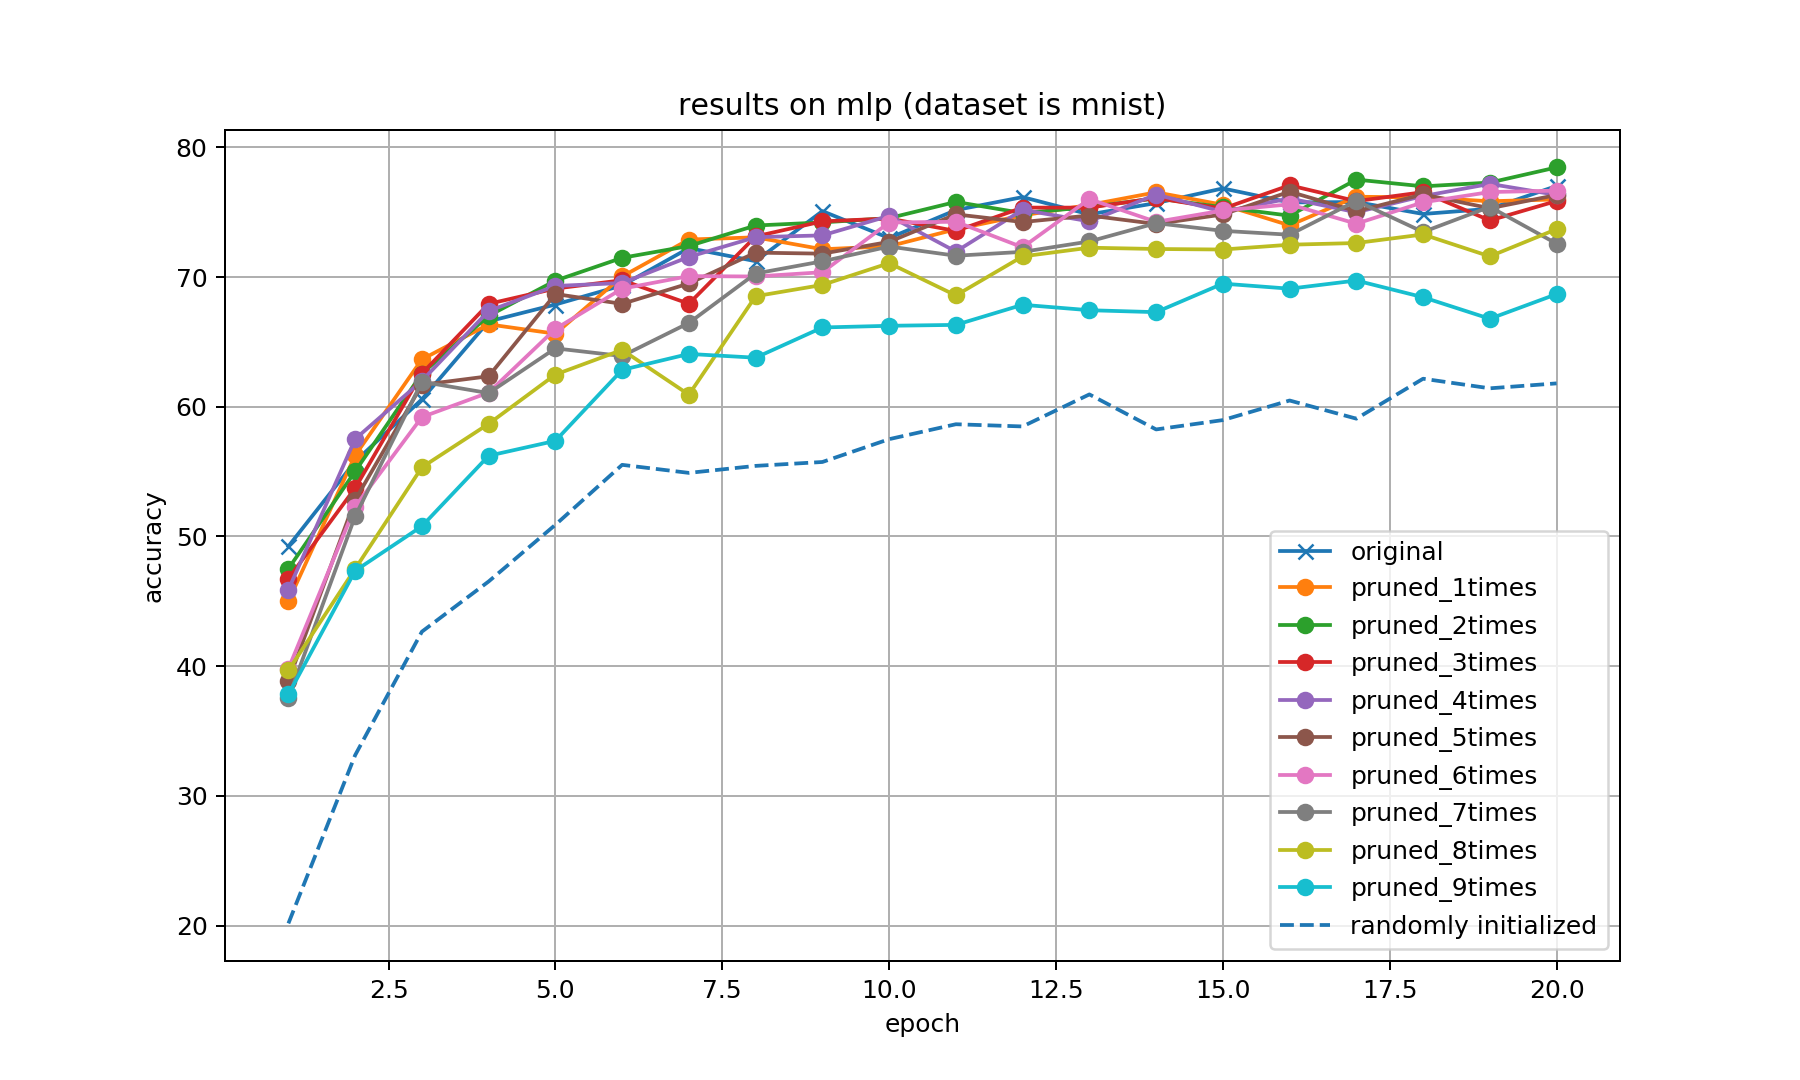 results on mlp (dataset is mnist)
80
70
60
50
40
30
20
accuracy
original
pruned_1times
pruned_2times
pruned_3times
pruned_4times
pruned_5times
pruned_6times
pruned_7times
pruned_8times
pruned_9times
randomly initialized
2.5 5.0 7.5 10.0 12.5 15.0 17.5 20.0
epoch